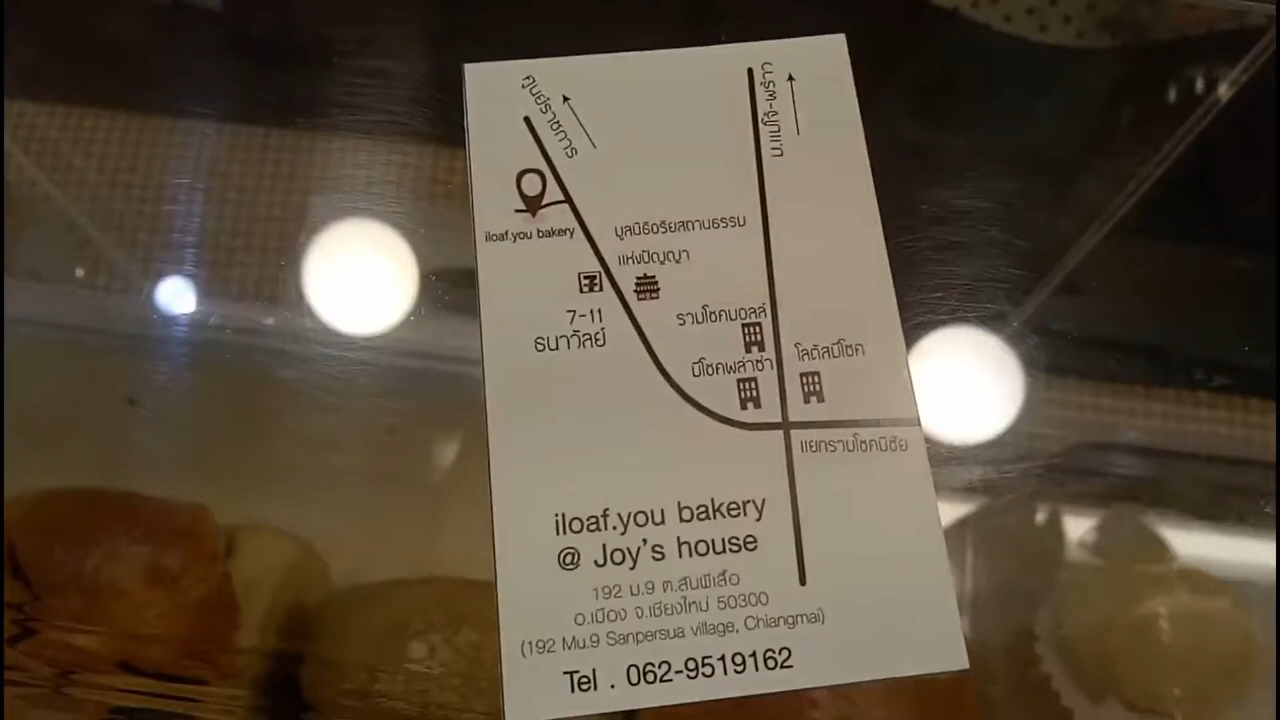 ศูนย์ราชการ
แม่โจ้-พร้าว
iloaf.you bakery
มูลนิธิอริยสถานธรรม
แห่งปัญญา
7-11
ธนาวัลย์
รวมโชคมอลล์
มีโชคพล่าซ่า
โลตัสมีโชค
แยกรวมโชคมีชัย
iloaf.you bakery
@ Joy's house
192 ม.9 ต.สันผีเสื้อ
อ.เมือง จ.เชียงใหม่ 50300
(192 Mu.9 Sanpersua village, Chiangmai)
Tel . 062-9519162